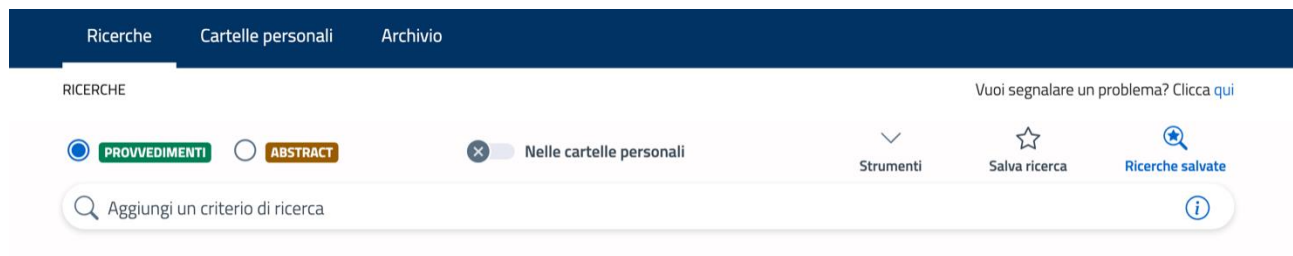 Ricerche Cartelle personali Archivio
RICERCHE Vuoi segnalare un problema? Clicca qui
PROVVEDIMENTI ABSTRACT Nelle cartelle personali Strumenti Salva ricerca Ricerche salvate
Aggiungi un criterio di ricerca